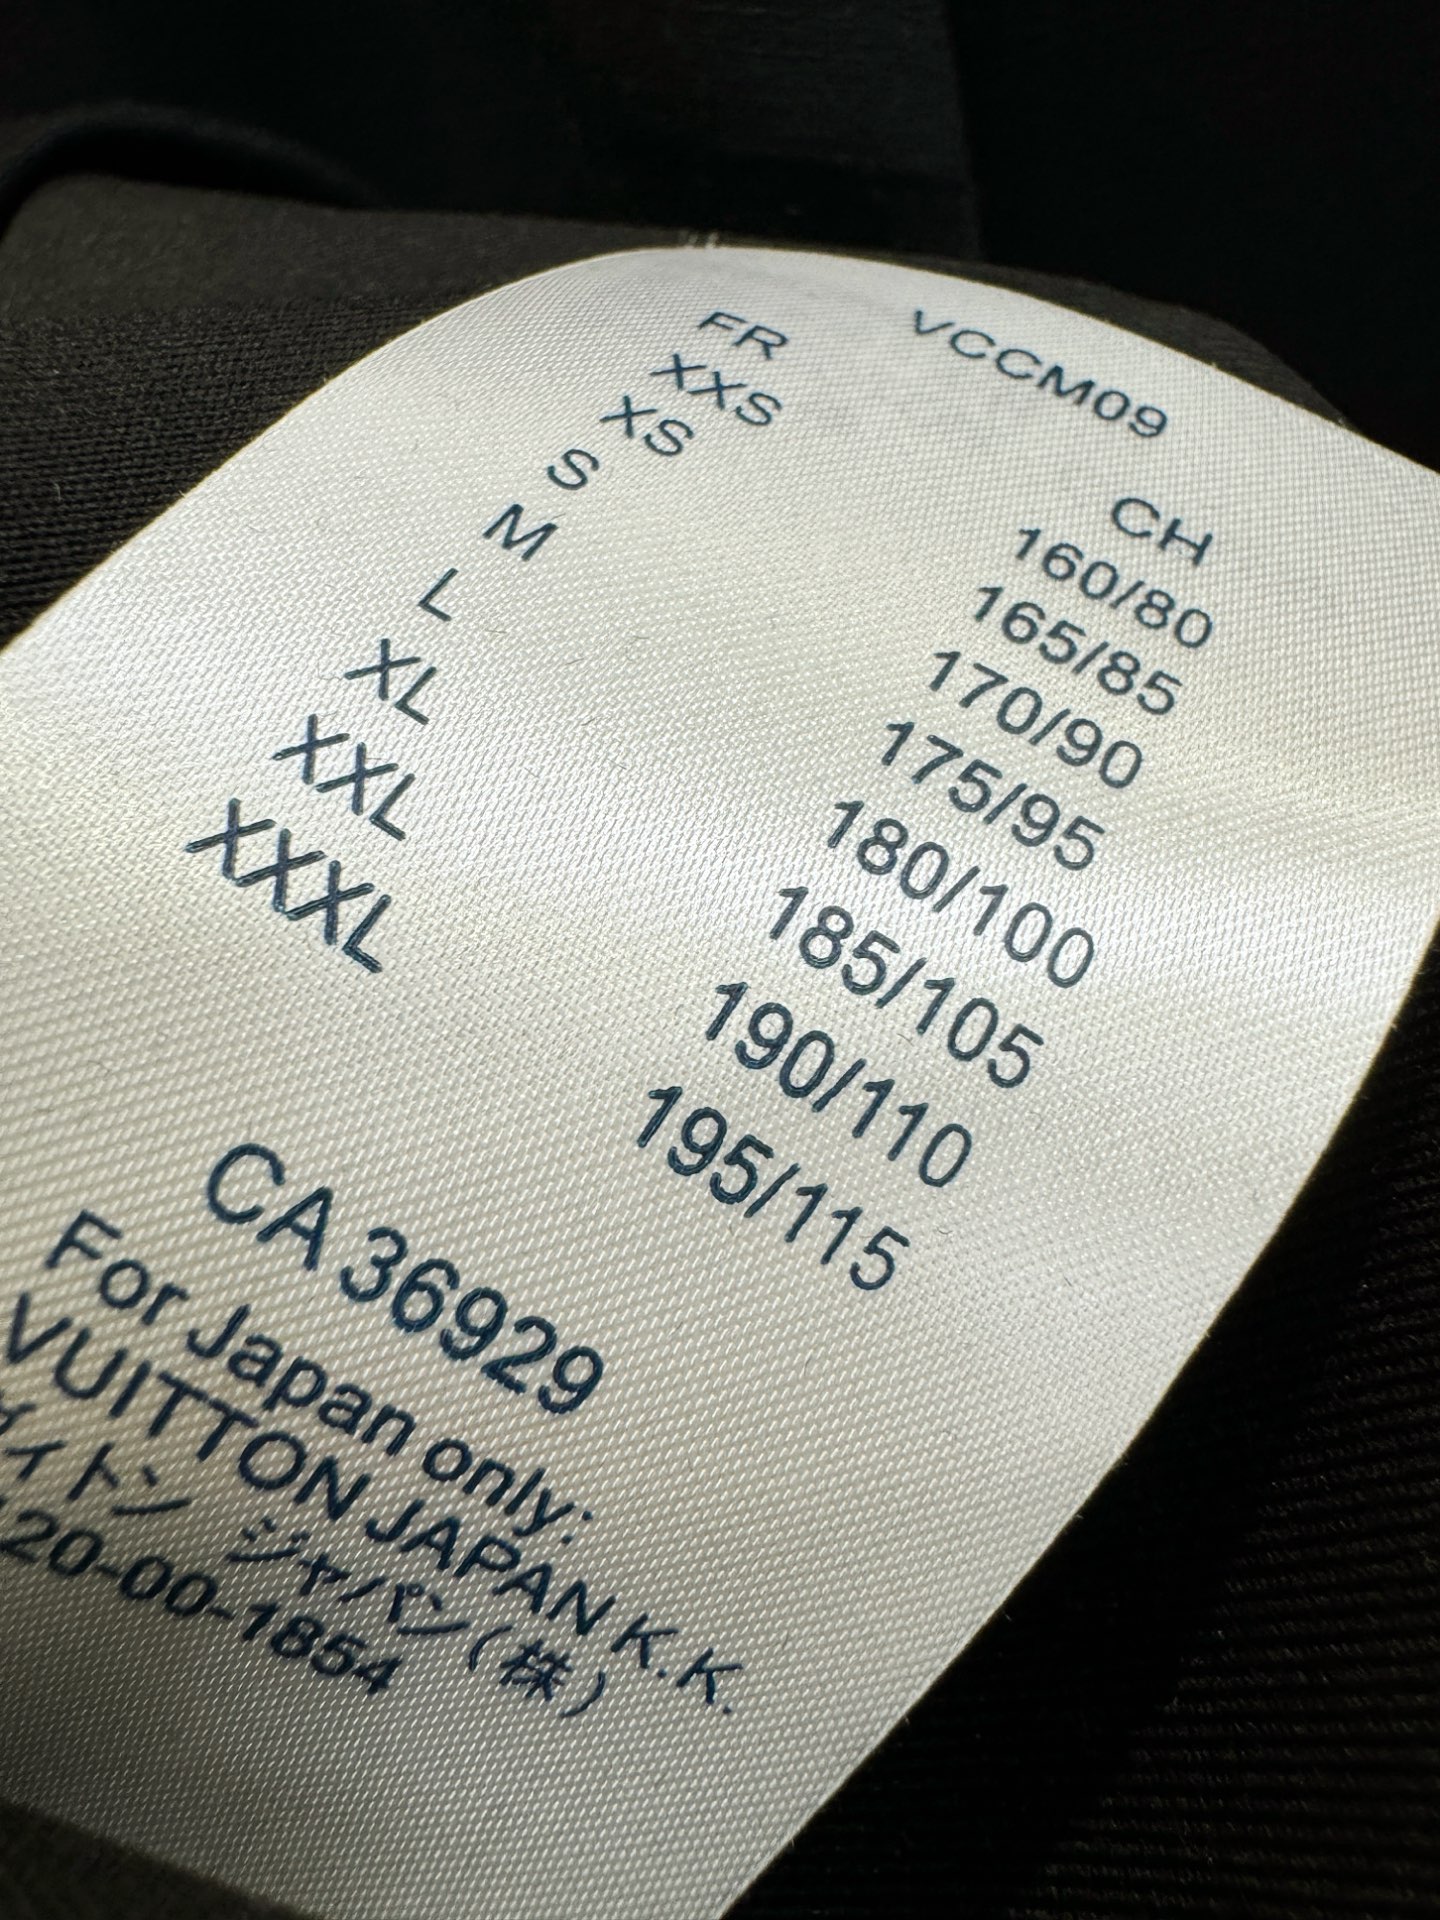 VCCM09
FR CH
XXS 160/80
XS 165/85
S 170/90
M 175/95
L 180/100
XL 185/105
XXL 190/110
XXXL 195/115
CA 36929
For Japan only:
VUITTON JAPAN K.K.
ィトン ジャパン(株)
20-00-1854